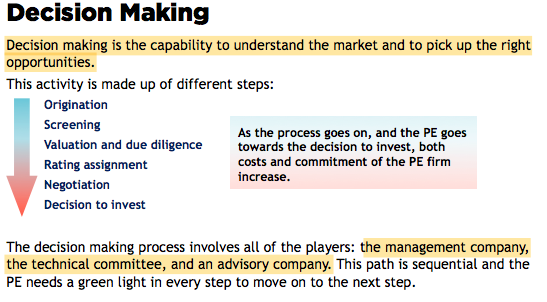 Decision Making
Decision making is the capability to understand the market and to pick up the right
opportunities.
This activity is made up of different steps:
Origination
Screening
Valuation and due diligence
Rating assignment
Negotiation
Decision to invest
As the process goes on, and the PE goes
towards the decision to invest, both
costs and commitment of the PE firm
increase.
The decision making process involves all of the players: the management company,
the technical committee, and an advisory company. This path is sequential and the
PE needs a green light in every step to move on to the next step.